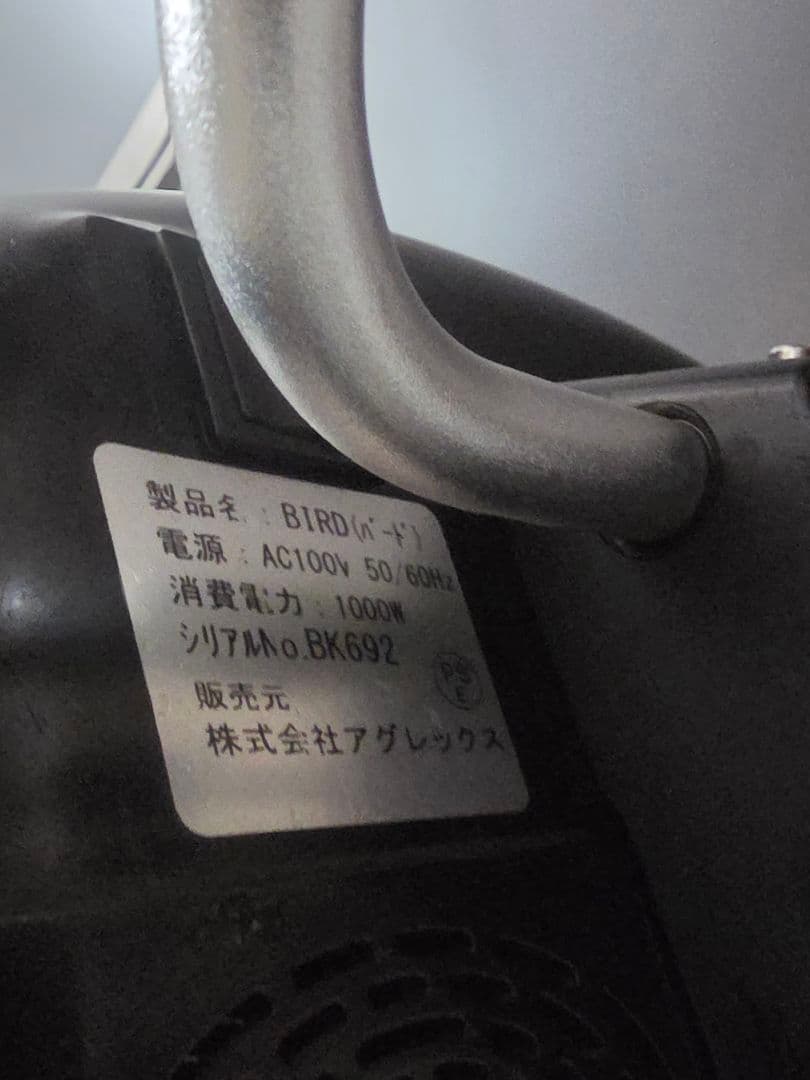 製品名 : BIRD(バード)
電源 : AC100V 50/60Hz
消費電力 : 1000W
シリアルNo.BK692
PS
E
販売元
株式会社アグレックス